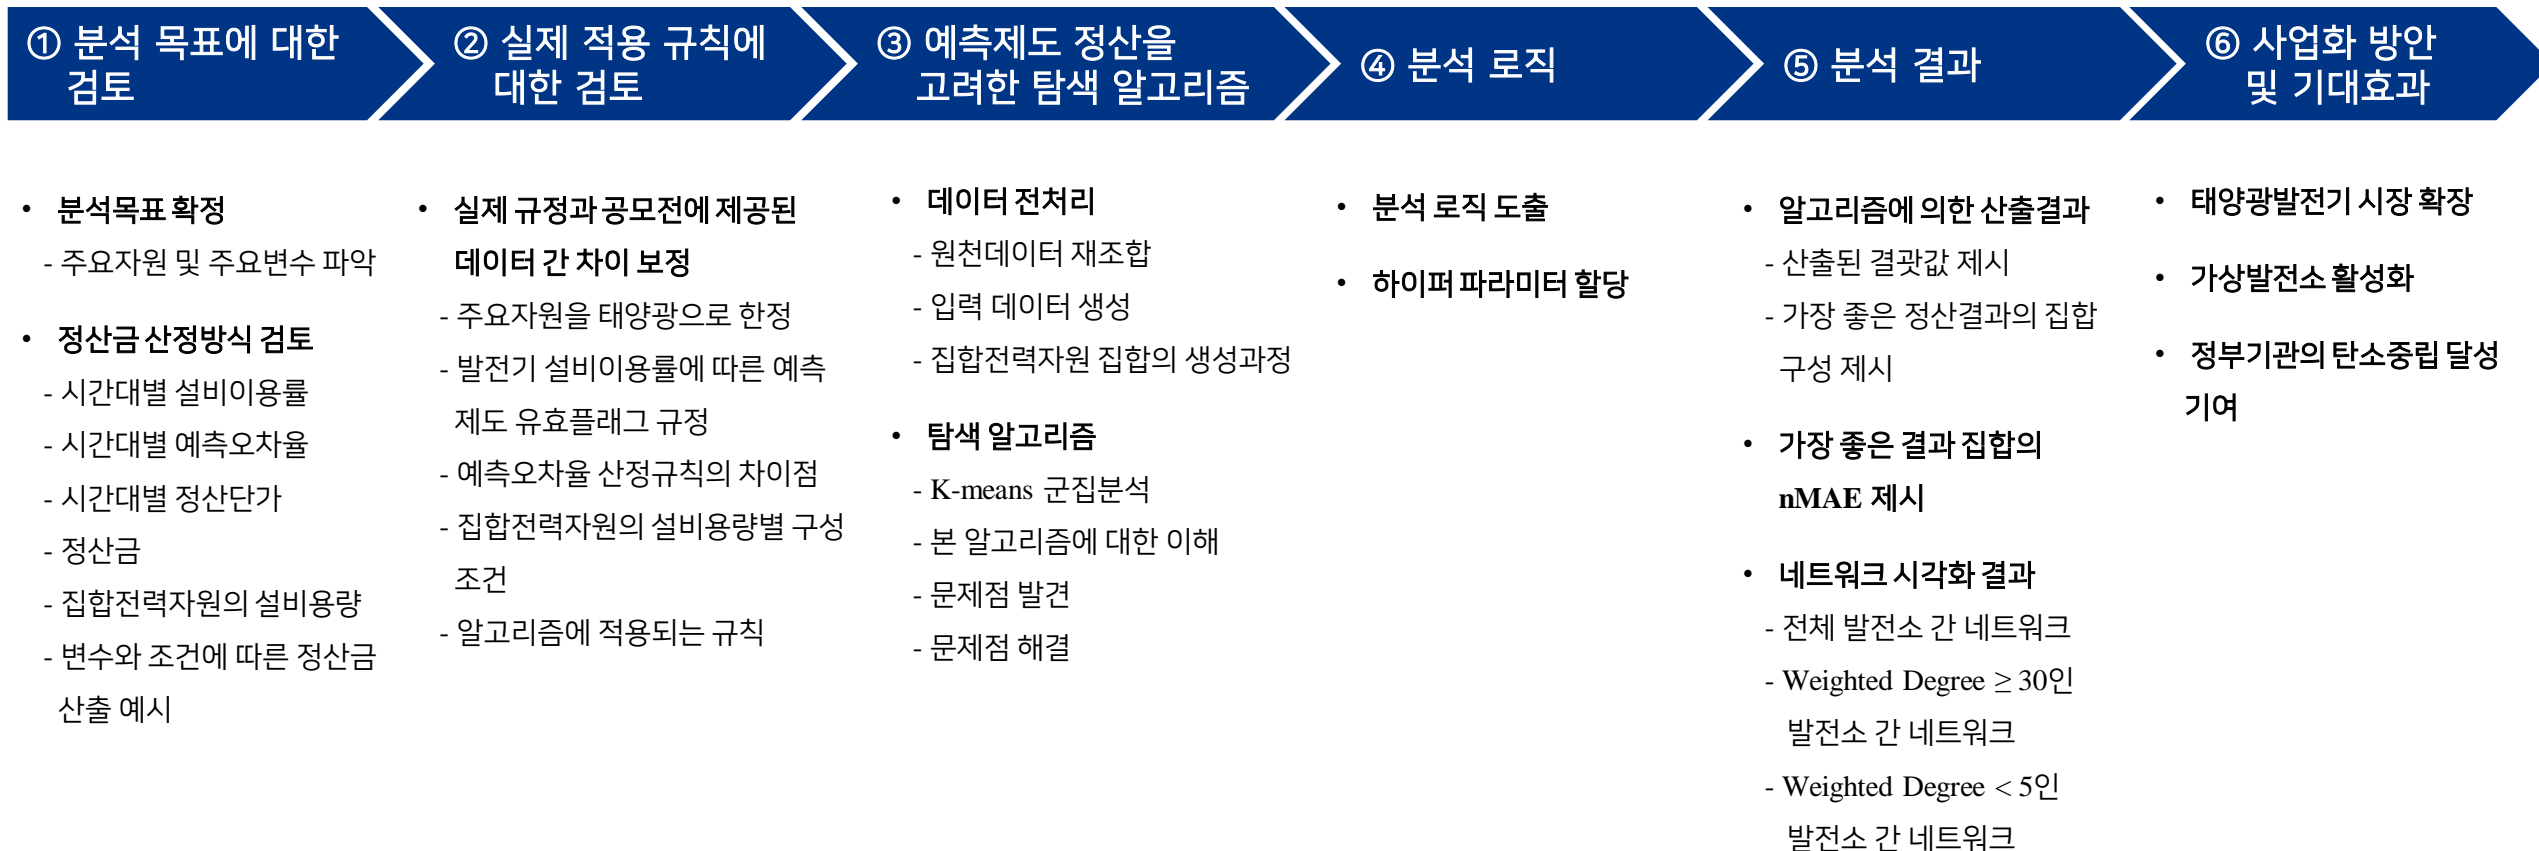 ① 분석 목표에 대한
검토
② 실제 적용 규칙에
대한 검토
③ 예측제도 정산을
고려한 탐색 알고리즘
④ 분석 로직
⑤ 분석 결과
⑥ 사업화 방안
및 기대효과
• 분석목표 확정
- 주요자원 및 주요변수 파악
• 정산금 산정방식 검토
- 시간대별 설비이용률
- 시간대별 예측오차율
- 시간대별 정산단가
- 정산금
- 집합전력자원의 설비용량
- 변수와 조건에 따른 정산금
산출 예시
• 실제 규정과 공모전에 제공된
데이터 간 차이 보정
- 주요자원을 태양광으로 한정
- 발전기 설비이용률에 따른 예측
제도 유효플래그 규정
- 예측오차율 산정규칙의 차이점
- 집합전력자원의 설비용량별 구성
조건
- 알고리즘에 적용되는 규칙
• 데이터 전처리
- 원천데이터 재조합
- 입력 데이터 생성
- 집합전력자원 집합의 생성과정
• 탐색 알고리즘
- K-means 군집분석
- 본 알고리즘에 대한 이해
- 문제점 발견
- 문제점 해결
• 분석 로직 도출
• 하이퍼 파라미터 할당
• 알고리즘에 의한 산출결과
- 산출된 결괏값 제시
- 가장 좋은 정산결과의 집합
구성 제시
• 가장 좋은 결과 집합의
nMAE 제시
• 네트워크 시각화 결과
- 전체 발전소 간 네트워크
- Weighted Degree ≥ 30인
발전소 간 네트워크
- Weighted Degree < 5인
발전소 간 네트워크
• 태양광발전기 시장 확장
• 가상발전소 활성화
• 정부기관의 탄소중립 달성
기여